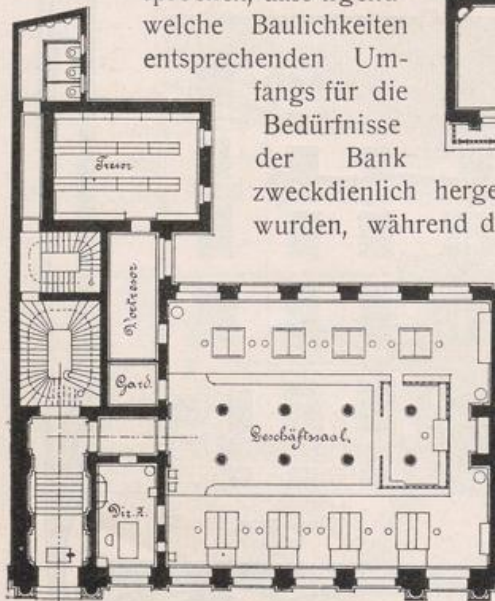 welche Baulichkeiten
entsprechenden Um-
fangs für die
Bedürfnisse
der Bank
zweckdienlich herge
wurden, während d
Tresor
Vortresor
Gard.
Geschäftssaal.
Dir. Z.